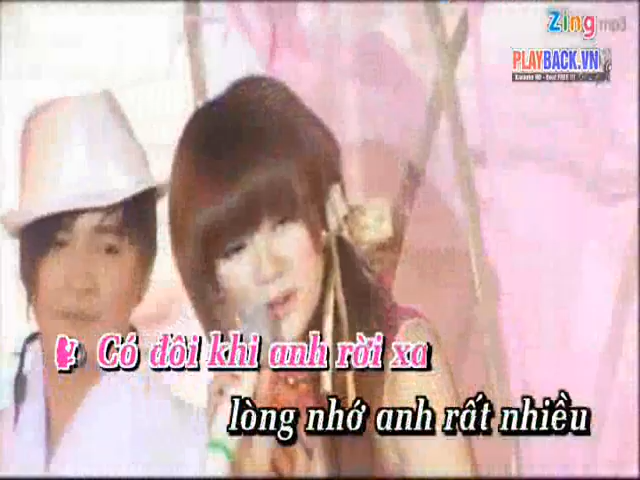 Zing mp3
PLAYBACK.VN
Có đôi khi anh rời xa
lòng nhớ anh rất nhiều